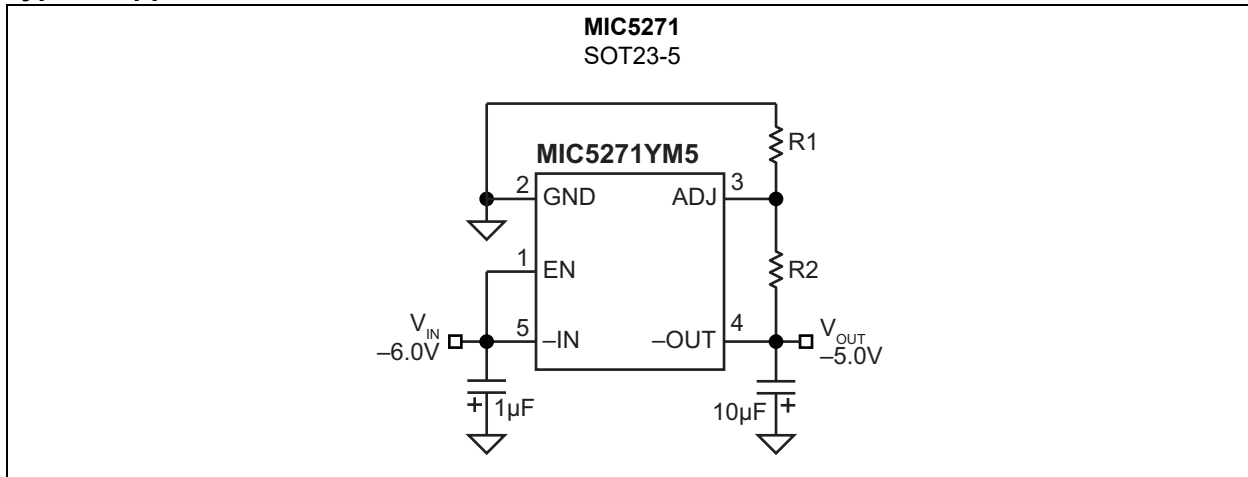 MIC5271
SOT23-5
R1
MIC5271YM5
2
GND
ADJ
3
1
EN
R2
V_IN
–6.0V
5
–IN
–OUT
4
V_OUT
–5.0V
+
1µF
10µF
+